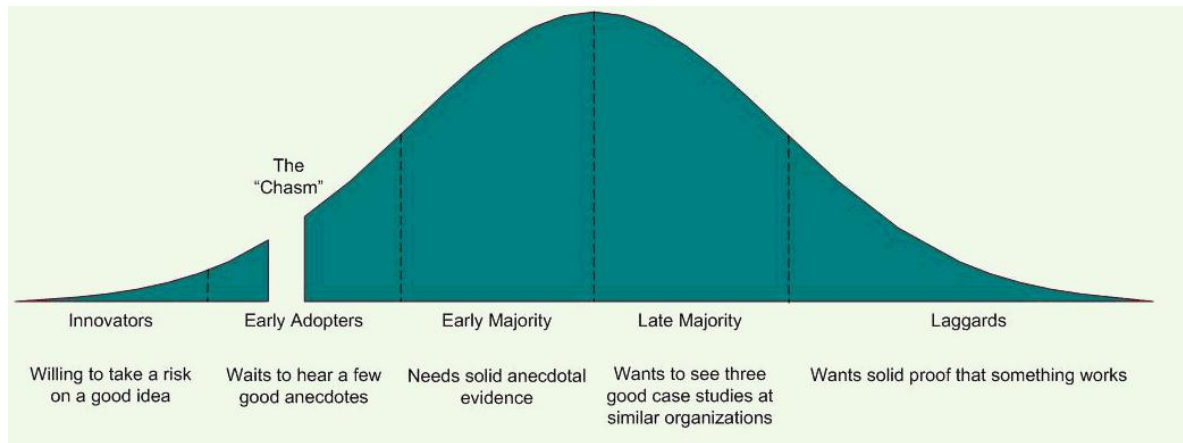 The
“Chasm”
Innovators
Early Adopters
Early Majority
Late Majority
Laggards
Willing to take a risk
on a good idea
Waits to hear a few
good anecdotes
Needs solid anecdotal
evidence
Wants to see three
good case studies at
similar organizations
Wants solid proof that something works